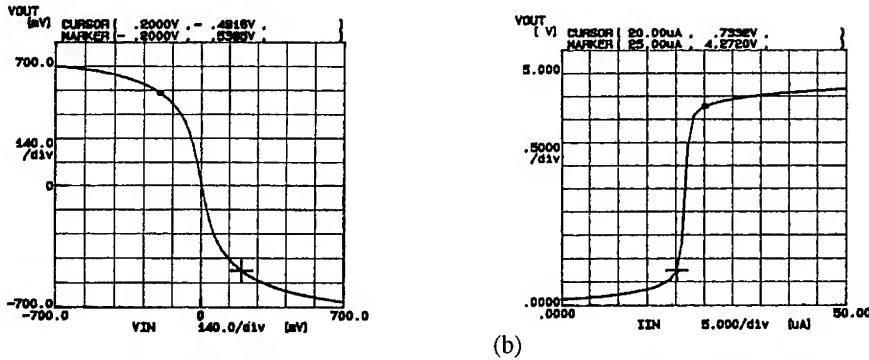 VOUT
[mV]
CURSOR( .2000V , - .4916V , )
MARKER(- .2000V , .5360V , )
700.0
140.0
/div
0
-700.0
-700.0
0
700.0
VIN 140.0/div [mV]
VOUT
[ V]
CURSOR( 20.00uA , .7332V , )
MARKER( 25.00uA , 4.2720V , )
5.000
.5000
/div
.0000
.0000
50.00
IIN 5.000/div [uA]
(b)